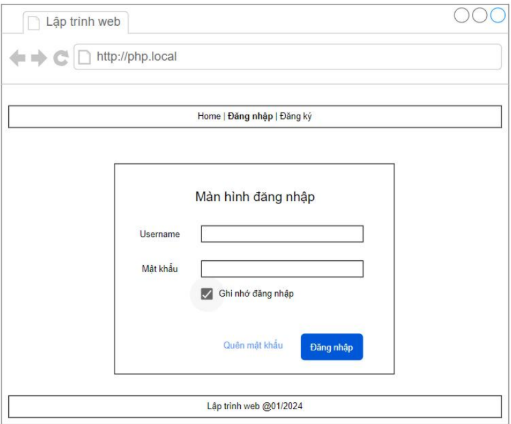 Lập trinh web
http://php.local
Home | Đăng nhập | Đăng ký
Màn hình đăng nhập
Username
Mật khẩu
Ghi nhớ đăng nhập
Quên mật khẩu
Đăng nhập
Lập trình web @01/2024